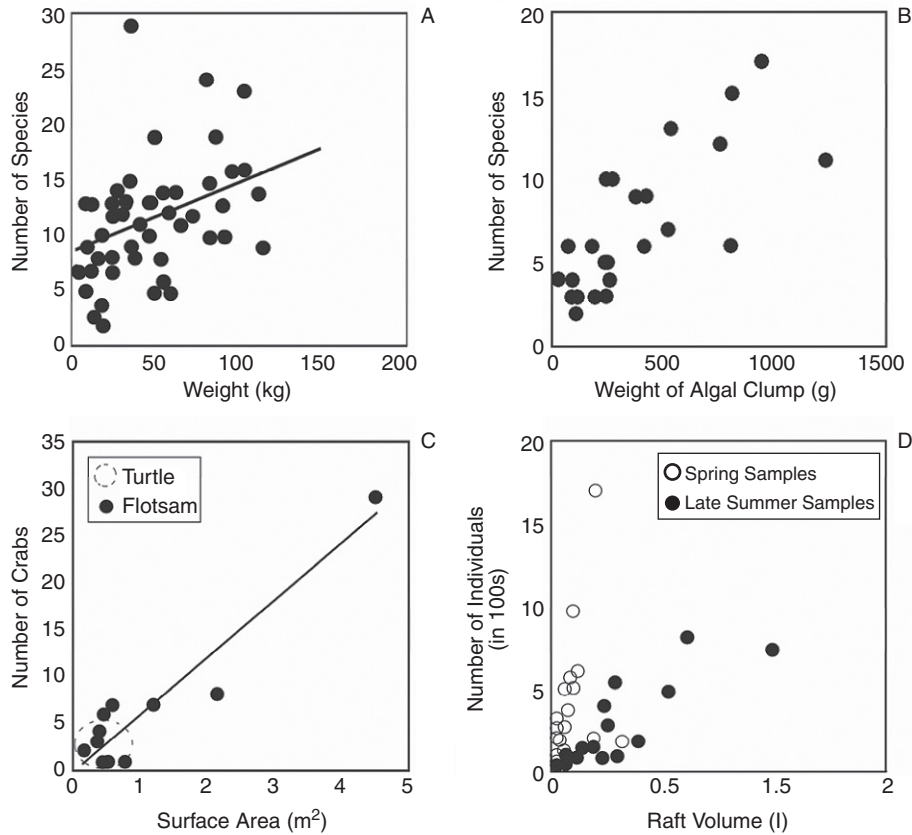 A
30
25
20
15
10
5
0
0 50 100 150 200
Number of Species
Weight (kg)
B
20
15
10
5
0
0 500 1000 1500
Number of Species
Weight of Algal Clump (g)
C
35
30
25
20
15
10
5
0
0 1 2 3 4 5
Turtle
Flotsam
Number of Crabs
Surface Area (m²)
D
20
15
10
5
0
0 0.5 1.5 2
Spring Samples
Late Summer Samples
Number of Individuals
(in 100s)
Raft Volume (l)